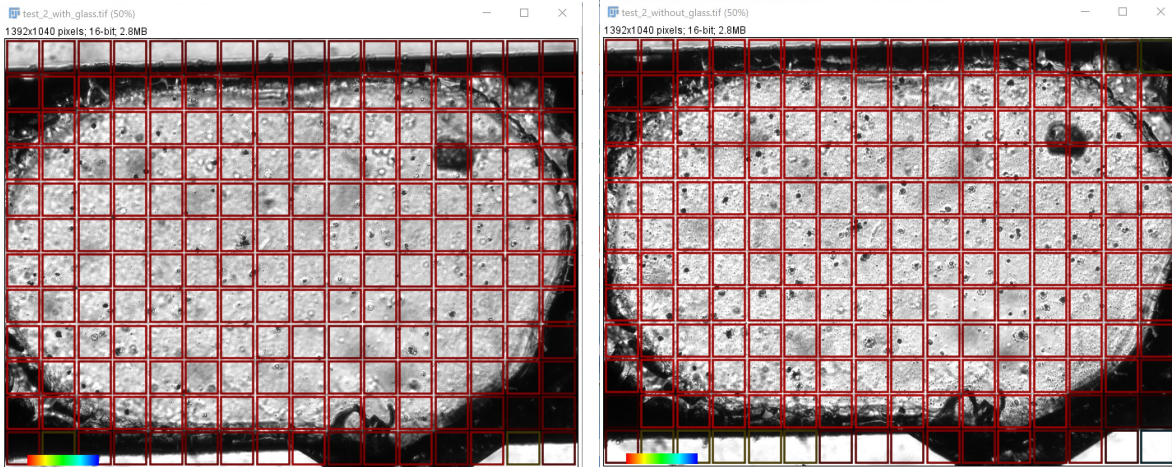 test_2_with_glass.tif (50%)
1392x1040 pixels; 16-bit; 2.8MB
test_2_without_glass.tif (50%)
1392x1040 pixels; 16-bit; 2.8MB